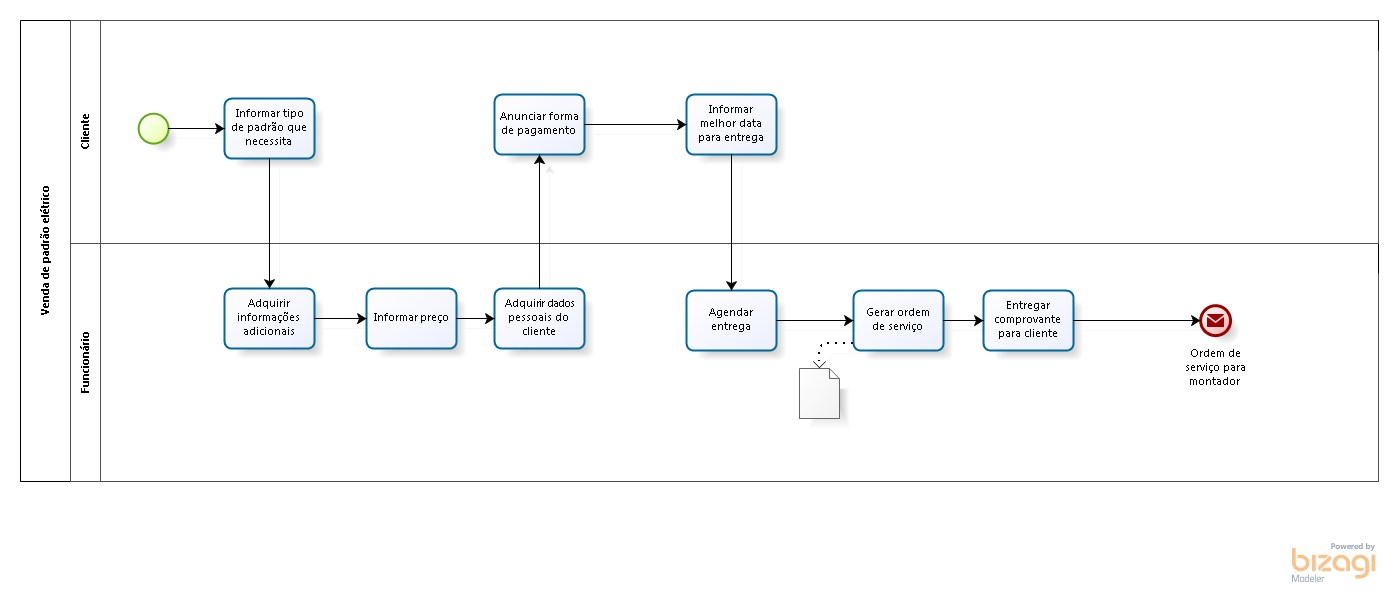 Venda de padrão elétrico
Cliente
Informar tipo
de padrão que
necessita
Anunciar forma
de pagamento
Informar
melhor data
para entrega
Funcionário
Adquirir
informações
adicionais
Informar preço
Adquirir dados
pessoais do
cliente
Agendar
entrega
Gerar ordem
de serviço
Entregar
comprovante
para cliente
Ordem de
serviço para
montador
Powered by
bizagi
Modeler